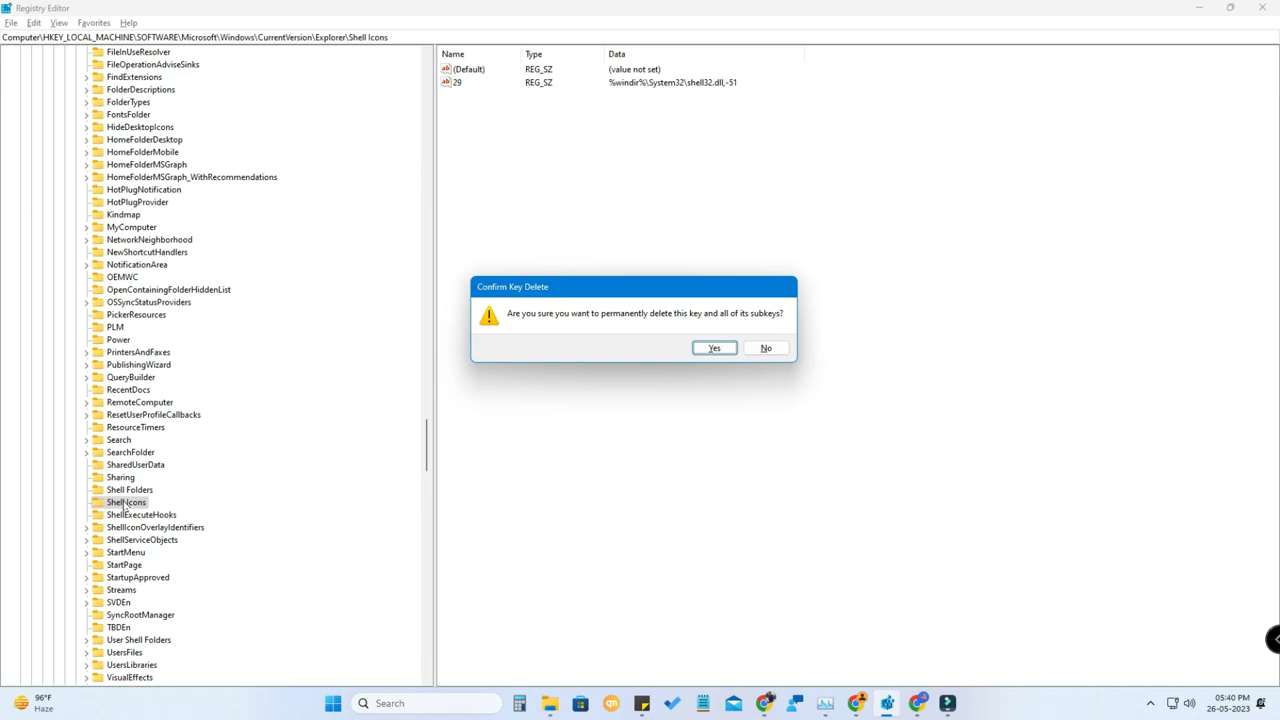 Registry Editor
File Edit View Favorites Help
Computer\HKEY_LOCAL_MACHINE\SOFTWARE\Microsoft\Windows\CurrentVersion\Explorer\Shell Icons
FileInUseResolver
FileOperationAdviseSinks
FindExtensions
FolderDescriptions
FolderTypes
FontsFolder
HideDesktopIcons
HomeFolderDesktop
HomeFolderMobile
HomeFolderMSGraph
HomeFolderMSGraph_WithRecommendations
HotPlugNotification
HotPlugProvider
Kindmap
MyComputer
NetworkNeighborhood
NewShortcutHandlers
NotificationArea
OEMWC
OpenContainingFolderHiddenList
OSSyncStatusProviders
PickerResources
PLM
Power
PrintersAndFaxes
PublishingWizard
QueryBuilder
RecentDocs
RemoteComputer
ResetUserProfileCallbacks
ResourceTimers
Search
SearchFolder
SharedUserData
Sharing
Shell Folders
Shell Icons
ShellExecuteHooks
ShellIconOverlayIdentifiers
ShellServiceObjects
StartMenu
StartPage
StartupApproved
Streams
SVDEn
SyncRootManager
TBDEn
User Shell Folders
UsersFiles
UsersLibraries
VisualEffects
Name Type Data
(Default) REG_SZ (value not set)
29 REG_SZ %windir%\System32\shell32.dll,-51
Confirm Key Delete
Are you sure you want to permanently delete this key and all of its subkeys?
Yes No
96°F
Haze
Search
05:40 PM
26-05-2023